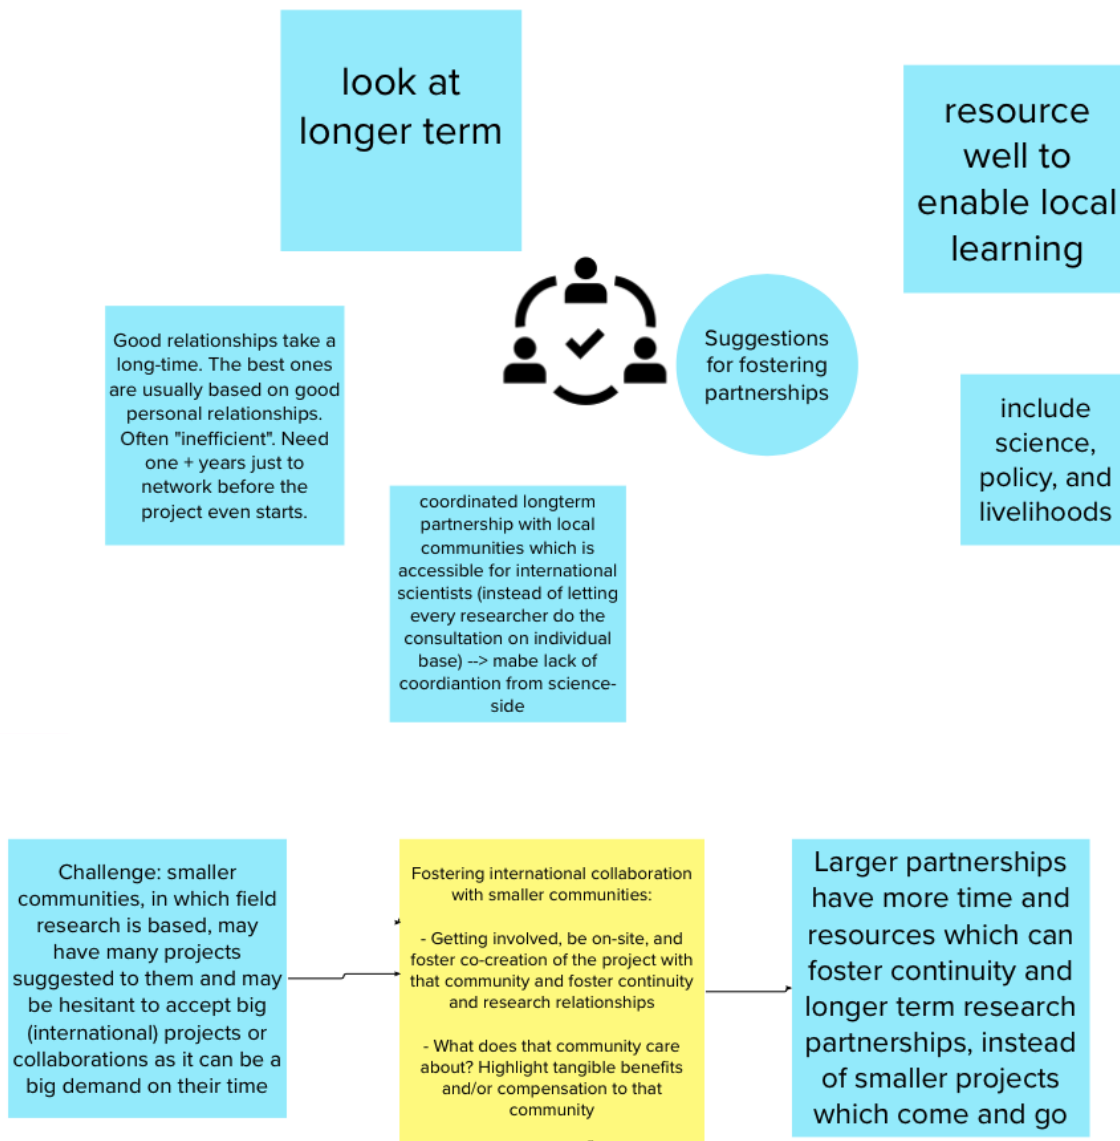 look at
longer term
resource
well to
enable local
learning
Suggestions
for fostering
partnerships
Good relationships take a
long-time. The best ones
are usually based on good
personal relationships.
Often "inefficient". Need
one + years just to
network before the
project even starts.
include
science,
policy, and
livelihoods
coordinated longterm
partnership with local
communities which is
accessible for international
scientists (instead of letting
every researcher do the
consultation on individual
base) --> mabe lack of
coordiantion from science-
side
Challenge: smaller
communities, in which field
research is based, may
have many projects
suggested to them and may
be hesitant to accept big
(international) projects or
collaborations as it can be a
big demand on their time
Fostering international collaboration
with smaller communities:
- Getting involved, be on-site, and
foster co-creation of the project with
that community and foster continuity
and research relationships
- What does that community care
about? Highlight tangible benefits
and/or compensation to that
community
Larger partnerships
have more time and
resources which can
foster continuity and
longer term research
partnerships, instead
of smaller projects
which come and go